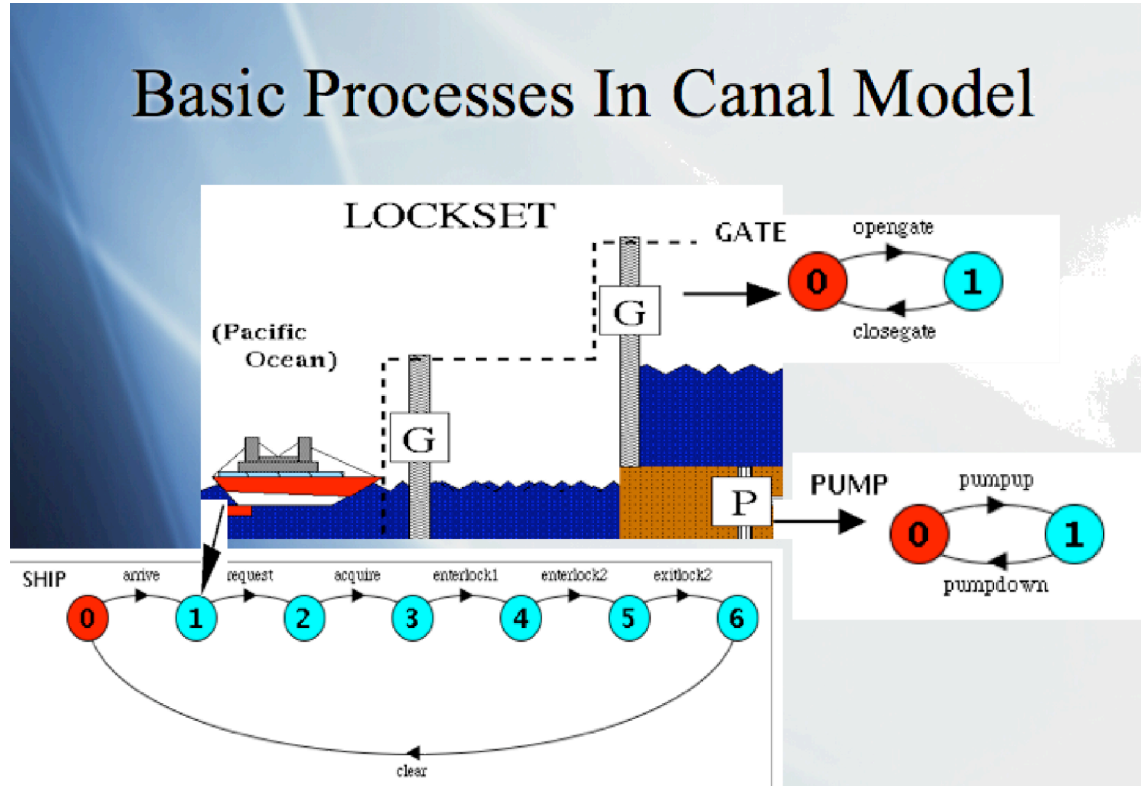 Basic Processes In Canal Model
LOCKSET
GATE
opengate
0
1
closegate
G
(Pacific
Ocean)
G
P
PUMP
pumpup
0
1
pumpdown
SHIP
arrive
request
acquire
enterlock1
enterlock2
exitlock2
0
1
2
3
4
5
6
clear